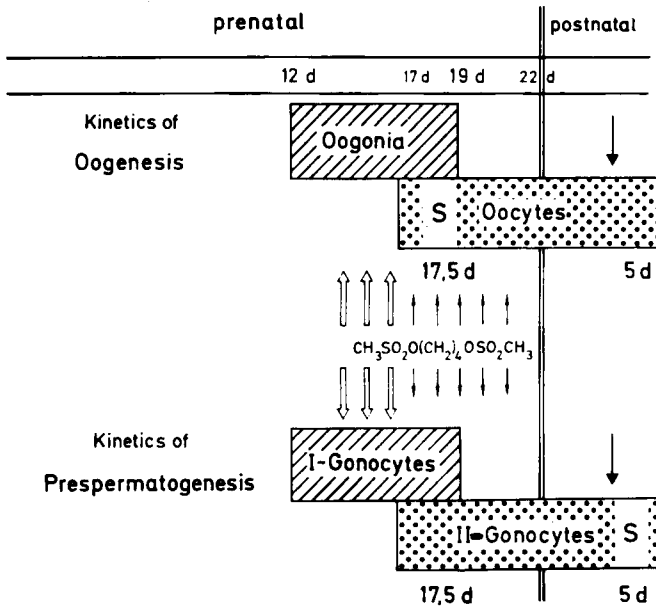 prenatal postnatal
12 d 17 d 19 d 22 d
Kinetics of
Oogenesis
Oogonia
S Oocytes
17,5 d 5 d
CH₃SO₂O(CH₂)₄OSO₂CH₃
Kinetics of
Prespermatogenesis
I-Gonocytes
II-Gonocytes S
17,5 d 5 d